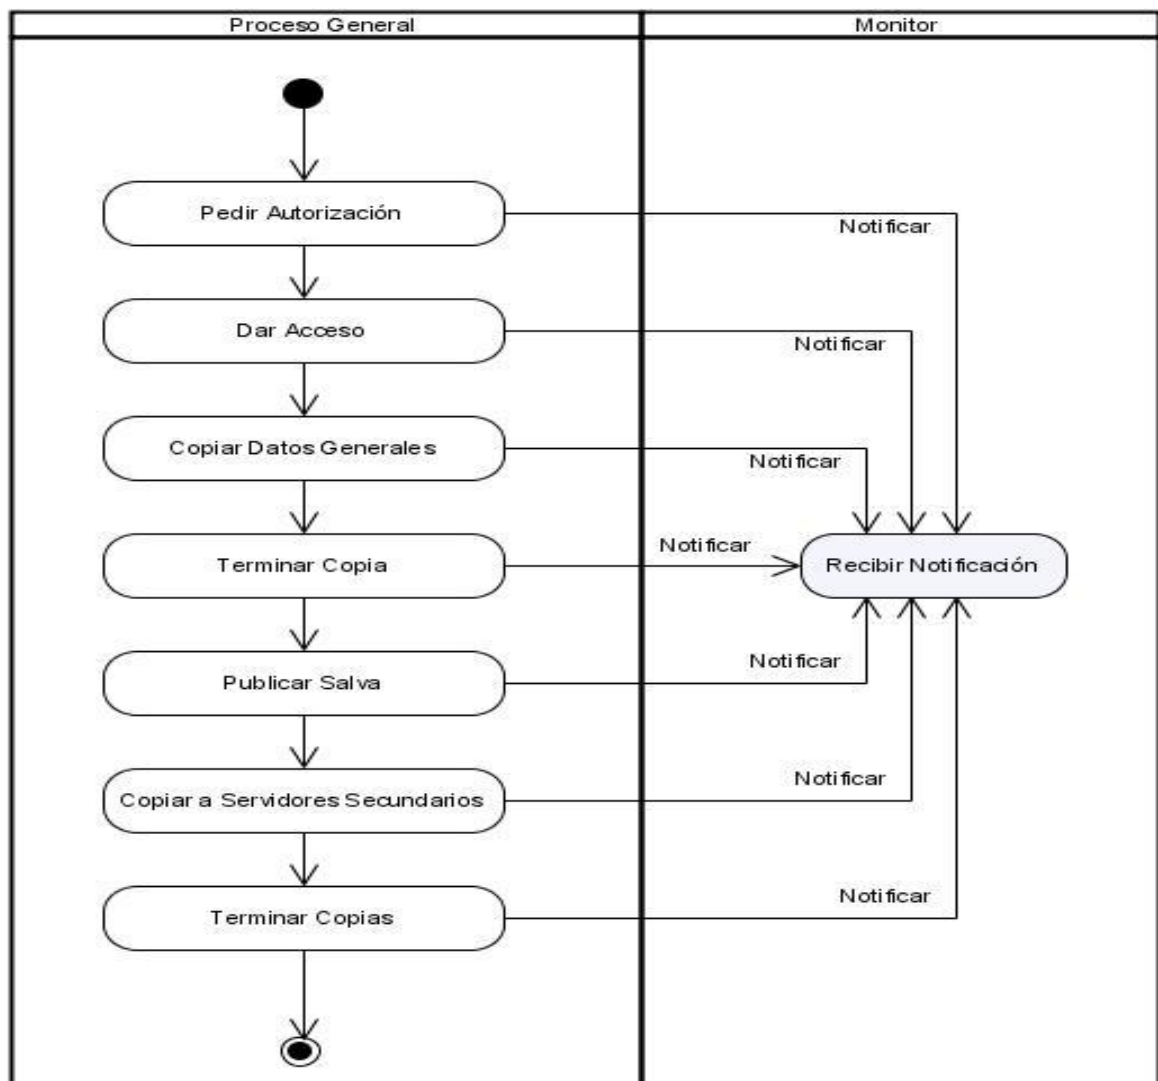 Proceso General
Monitor
Pedir Autorización
Notificar
Dar Acceso
Notificar
Copiar Datos Generales
Notificar
Terminar Copia
Notificar
Recibir Notificación
Publicar Salva
Notificar
Copiar a Servidores Secundarios
Notificar
Terminar Copias
Notificar